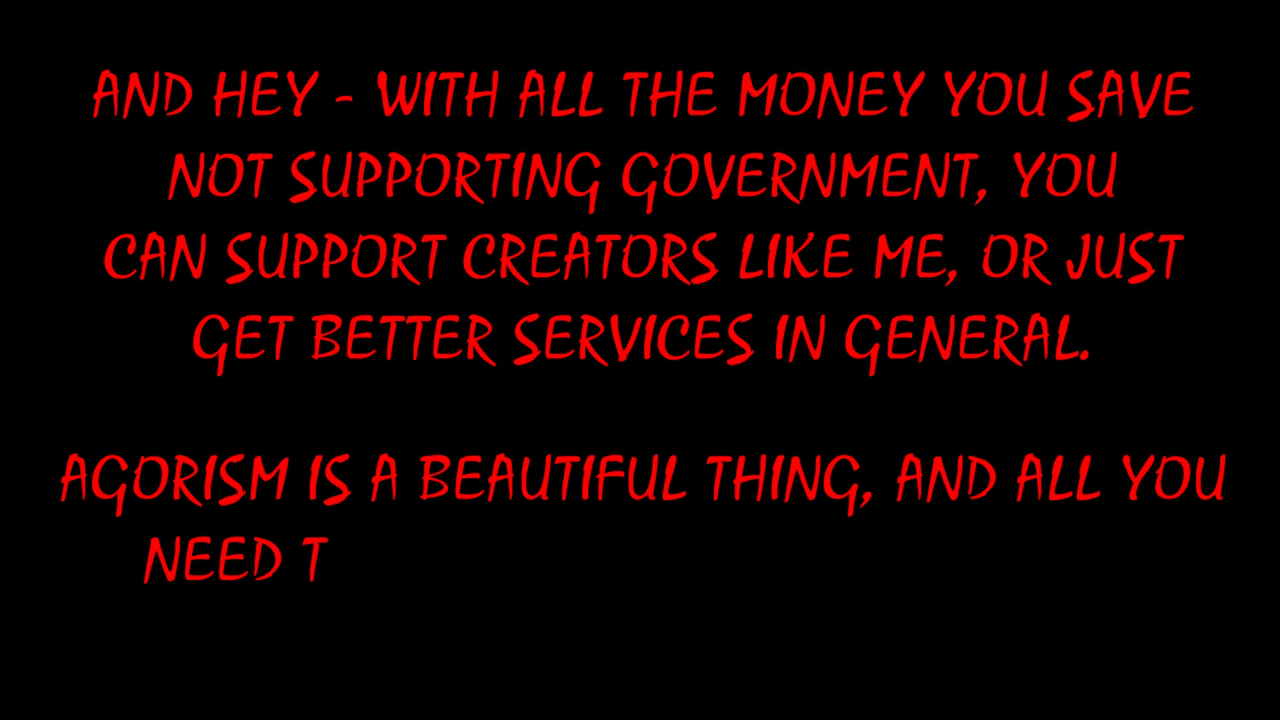 AND HEY - WITH ALL THE MONEY YOU SAVE
NOT SUPPORTING GOVERNMENT, YOU
CAN SUPPORT CREATORS LIKE ME, OR JUST
GET BETTER SERVICES IN GENERAL.
AGORISM IS A BEAUTIFUL THING, AND ALL YOU
NEED T